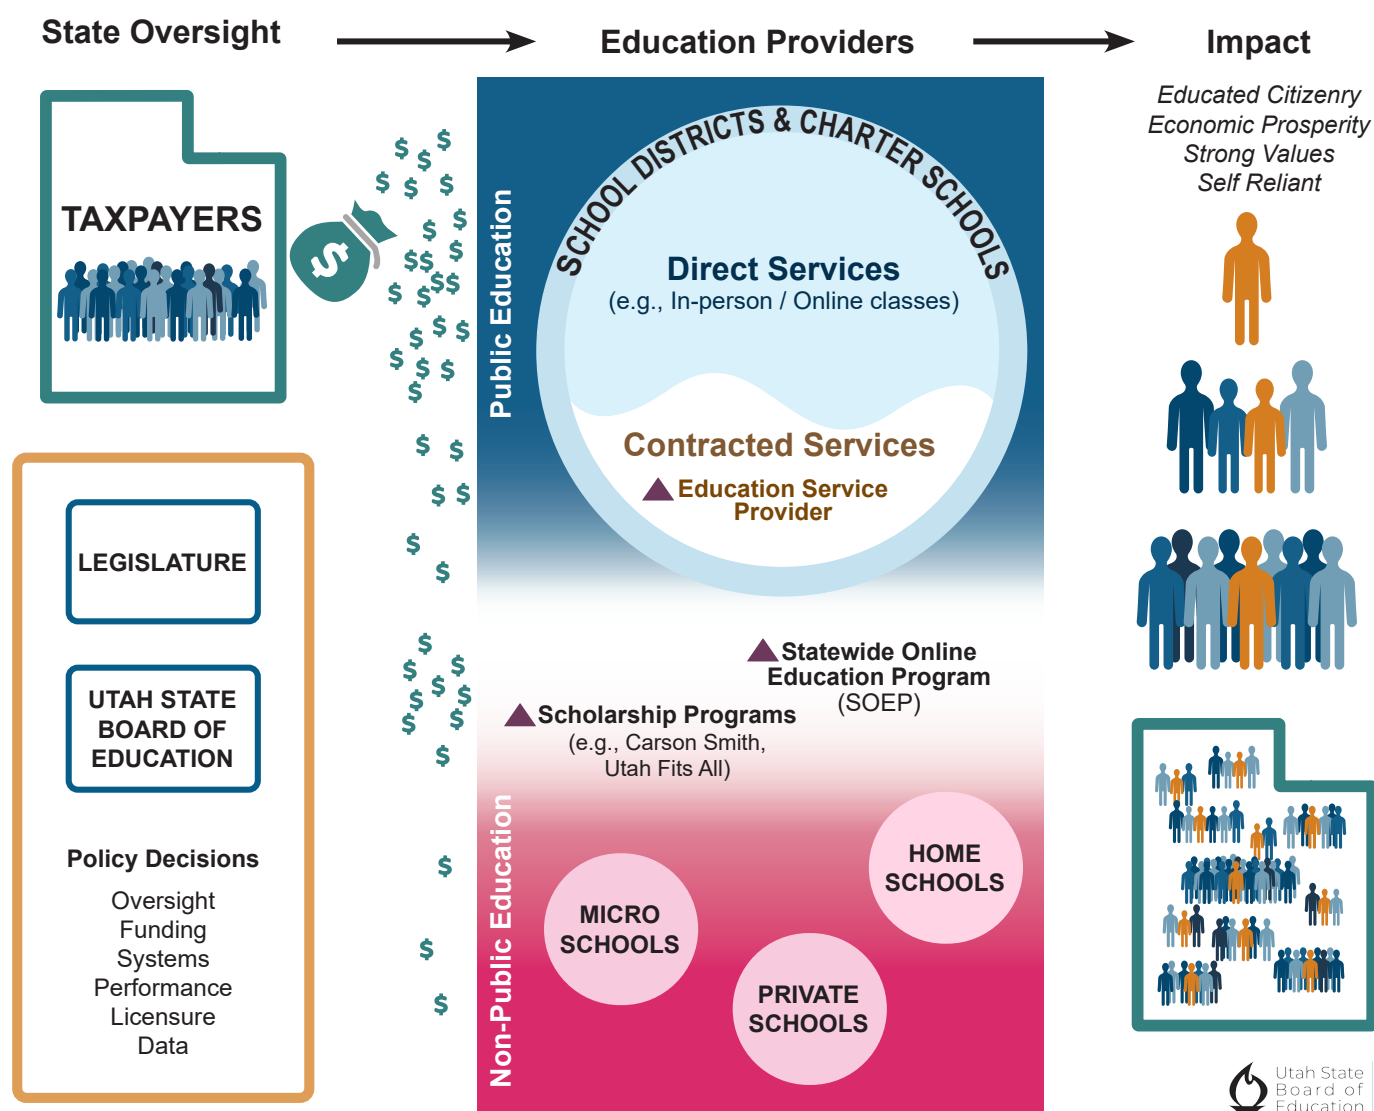 State Oversight
Education Providers
Impact
Educated Citizenry
Economic Prosperity
Strong Values
Self Reliant
TAXPAYERS
$
LEGISLATURE
UTAH STATE
BOARD OF
EDUCATION
Policy Decisions
Oversight
Funding
Systems
Performance
Licensure
Data
Public Education
SCHOOL DISTRICTS & CHARTER SCHOOLS
Direct Services
(e.g., In-person / Online classes)
Contracted Services
Education Service
Provider
Statewide Online
Education Program
(SOEP)
Scholarship Programs
(e.g., Carson Smith,
Utah Fits All)
Non-Public Education
HOME
SCHOOLS
MICRO
SCHOOLS
PRIVATE
SCHOOLS
Utah State
Board of
Education